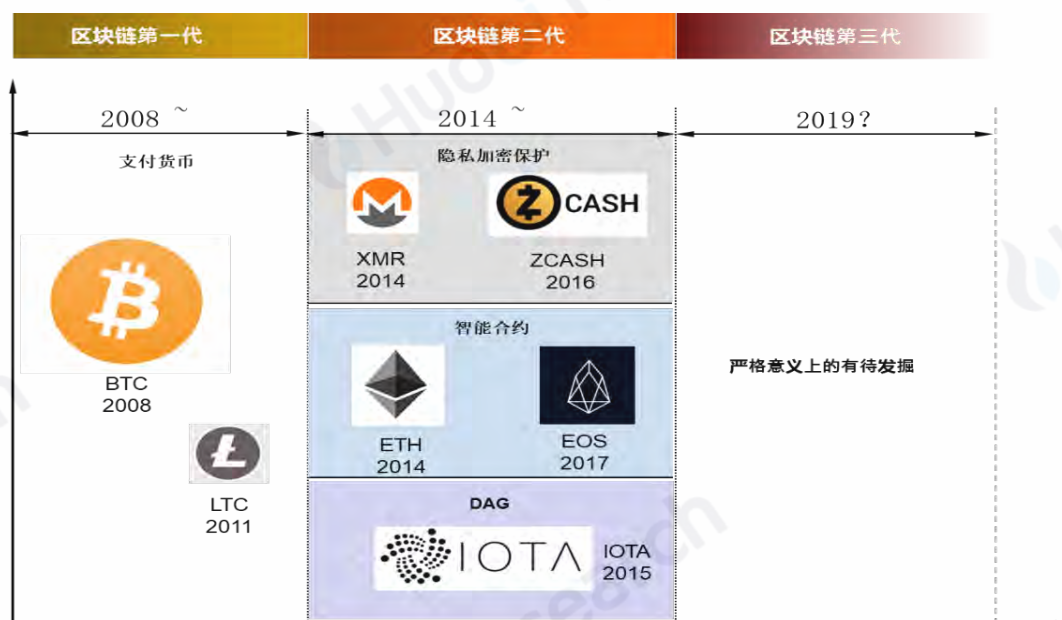 区块链第一代
区块链第二代
区块链第三代
2008 ~
2014 ~
2019?
支付货币
BTC
2008
LTC
2011
隐私加密保护
CASH
XMR
2014
ZCASH
2016
智能合约
ETH
2014
EOS
2017
DAG
IOTA
IOTA
2015
严格意义上的有待发掘